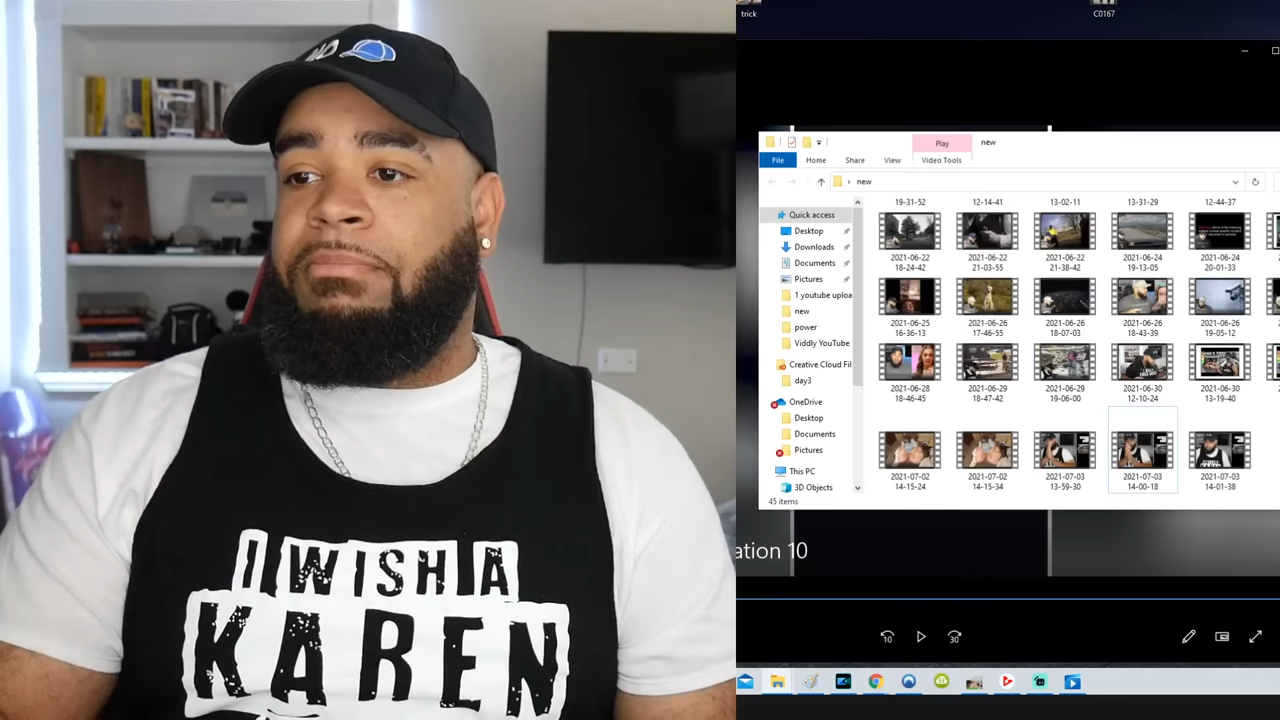 trick
C0167
Play
new
File
Home
Share
View
Video Tools
new
Quick access
Desktop
Downloads
Documents
Pictures
1 youtube uploa
new
power
Viddly YouTube
Creative Cloud Fil
day3
OneDrive
Desktop
Documents
Pictures
This PC
3D Objects
45 items
19-31-52
12-14-41
13-02-11
13-31-29
12-44-37
2021-06-22
18-24-42
2021-06-22
21-03-55
2021-06-22
21-38-42
2021-06-24
19-13-05
2021-06-24
20-01-33
2021-06-25
16-36-13
2021-06-26
17-46-55
2021-06-26
18-07-03
2021-06-26
18-43-39
2021-06-26
19-05-12
2021-06-28
18-46-45
2021-06-29
18-47-42
2021-06-29
19-06-00
2021-06-30
12-10-24
2021-06-30
13-19-40
2021-07-02
14-15-24
2021-07-02
14-15-34
2021-07-03
13-59-30
2021-07-03
14-00-18
2021-07-03
14-01-38
ation 10
10
30
I WISH A
KAREN